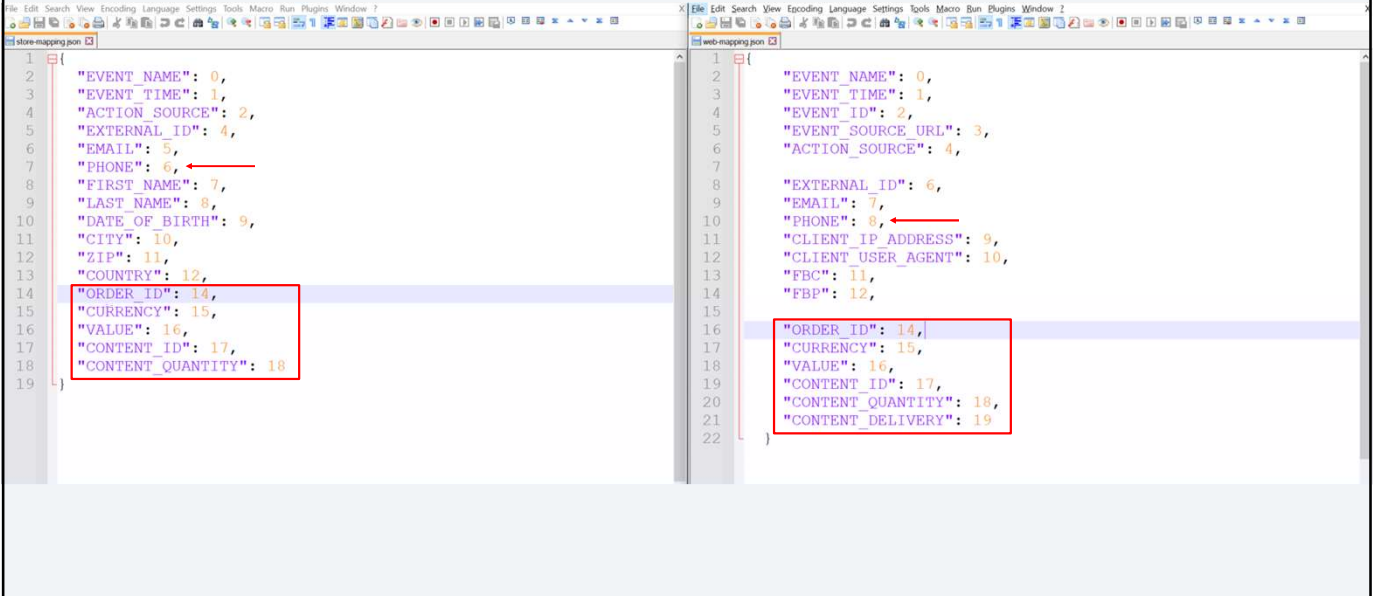 File Edit Search View Encoding Language Settings Tools Macro Run Plugins Window ? X
store-mapping.json
1 {
2 "EVENT_NAME": 0,
3 "EVENT_TIME": 1,
4 "ACTION_SOURCE": 2,
5 "EXTERNAL_ID": 4,
6 "EMAIL": 5,
7 "PHONE": 6,
8 "FIRST_NAME": 7,
9 "LAST_NAME": 8,
10 "DATE_OF_BIRTH": 9,
11 "CITY": 10,
12 "ZIP": 11,
13 "COUNTRY": 12,
14 "ORDER_ID": 14,
15 "CURRENCY": 15,
16 "VALUE": 16,
17 "CONTENT_ID": 17,
18 "CONTENT_QUANTITY": 18
19 }
File Edit Search View Encoding Language Settings Tools Macro Run Plugins Window ? X
web-mapping.json
1 {
2 "EVENT_NAME": 0,
3 "EVENT_TIME": 1,
4 "EVENT_ID": 2,
5 "EVENT_SOURCE_URL": 3,
6 "ACTION_SOURCE": 4,
7
8 "EXTERNAL_ID": 6,
9 "EMAIL": 7,
10 "PHONE": 8,
11 "CLIENT_IP_ADDRESS": 9,
12 "CLIENT_USER_AGENT": 10,
13 "FBC": 11,
14 "FBP": 12,
15
16 "ORDER_ID": 14,
17 "CURRENCY": 15,
18 "VALUE": 16,
19 "CONTENT_ID": 17,
20 "CONTENT_QUANTITY": 18,
21 "CONTENT_DELIVERY": 19
22 }